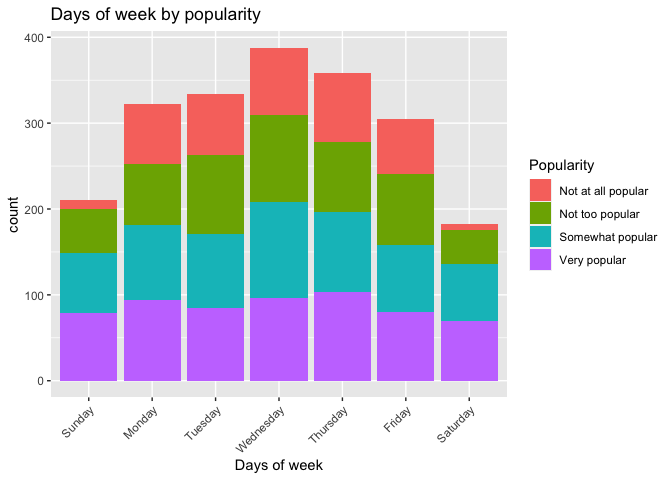 Days of week by popularity
400
300
200
100
0
count
Sunday
Monday
Tuesday
Wednesday
Thursday
Friday
Saturday
Days of week
Popularity
Not at all popular
Not too popular
Somewhat popular
Very popular